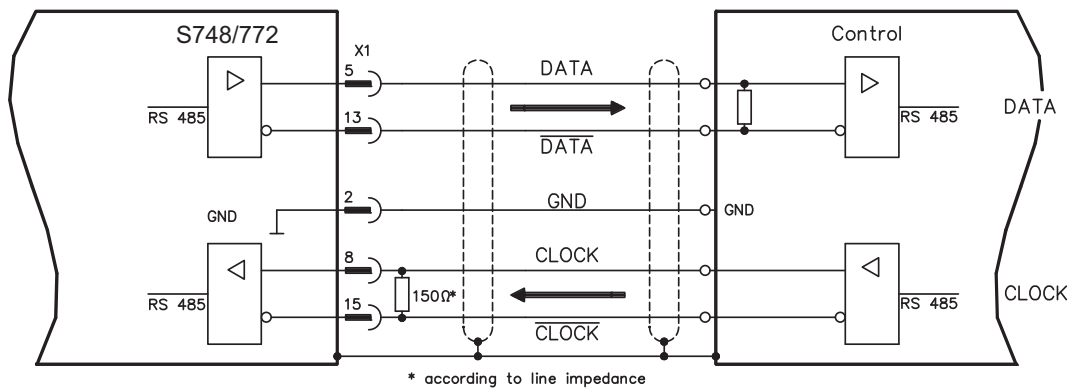 S748/772
X1
Control
5
DATA
RS 485
RS 485
DATA
13
DATA
2
GND
GND
GND
8
CLOCK
RS 485
150Ω*
RS 485
CLOCK
15
CLOCK
* according to line impedance